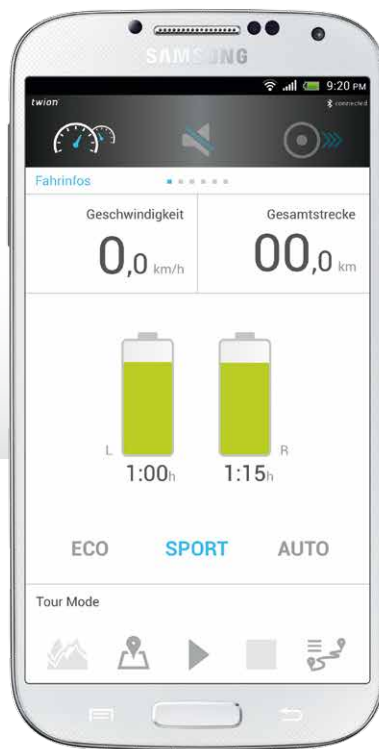 SAMSUNG
9:20 PM
twion
connected
Fahrinfos
Geschwindigkeit
0,0 km/h
Gesamtstrecke
00,0 km
L
R
1:00h
1:15h
ECO SPORT AUTO
Tour Mode